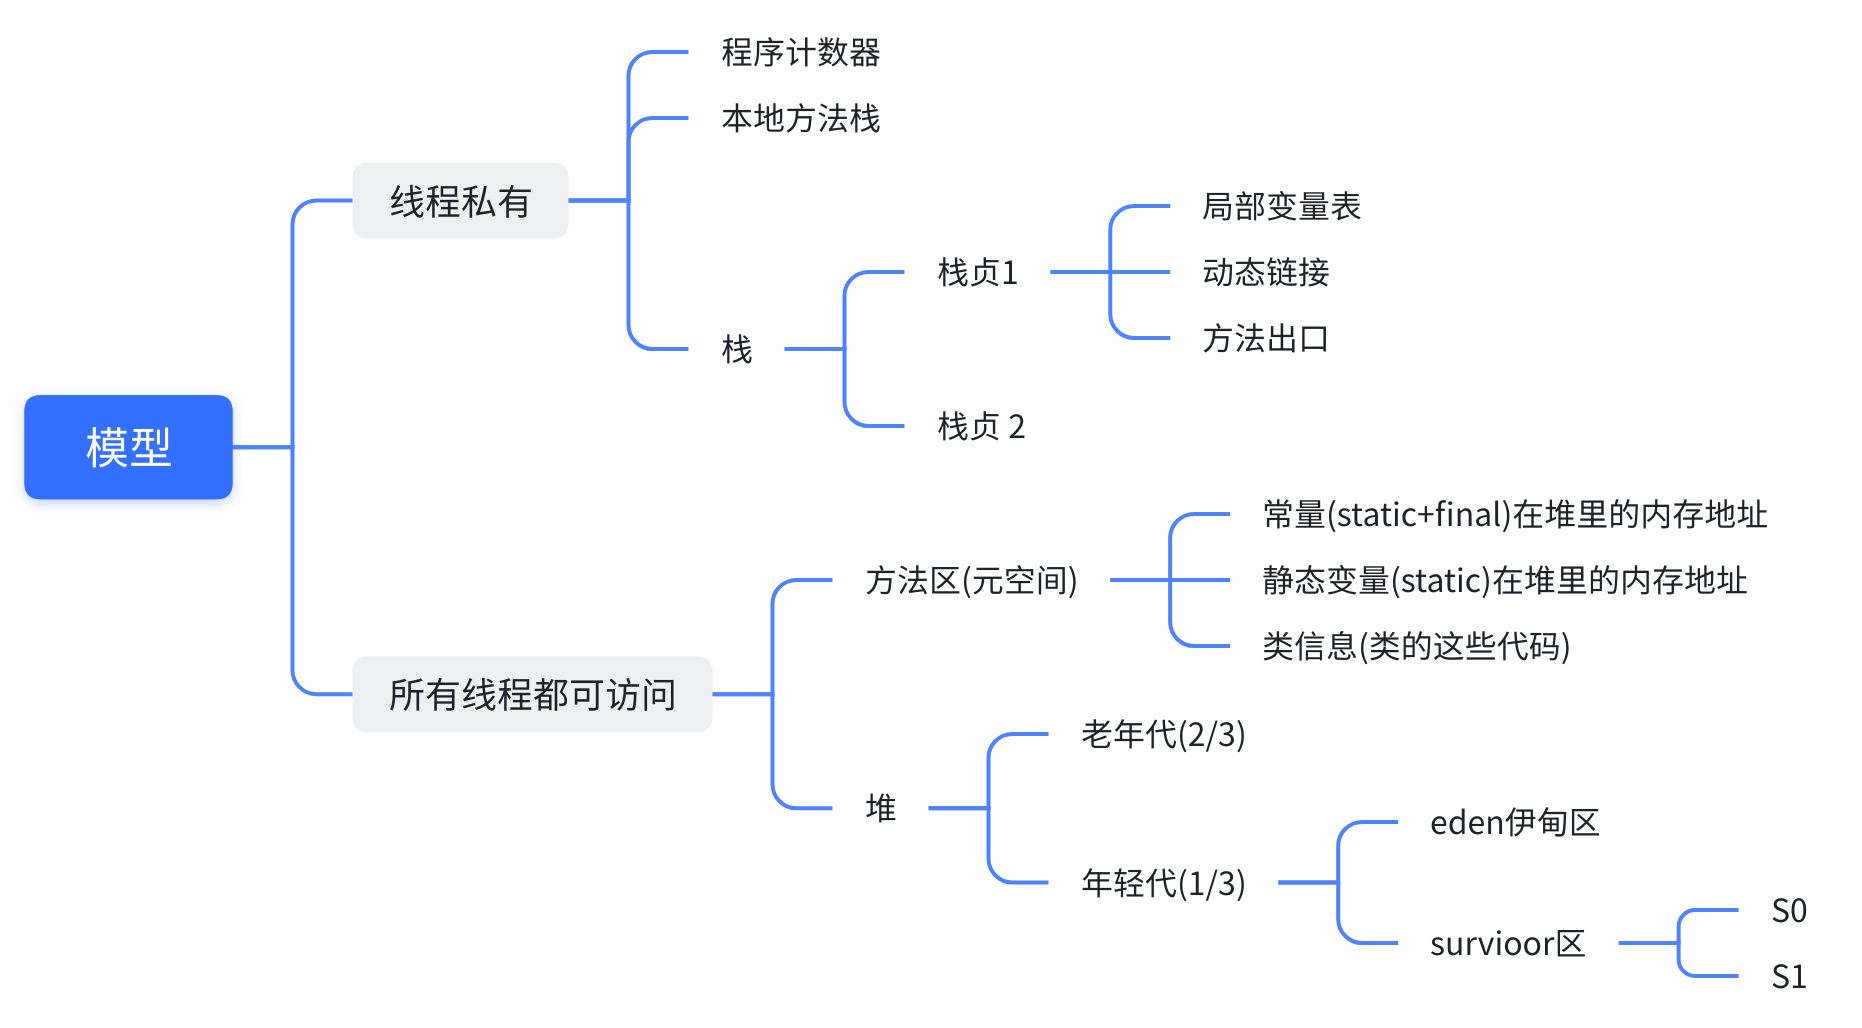 模型
线程私有
程序计数器
本地方法栈
栈
栈贞1
局部变量表
动态链接
方法出口
栈贞 2
所有线程都可访问
方法区(元空间)
常量(static+final)在堆里的内存地址
静态变量(static)在堆里的内存地址
类信息(类的这些代码)
堆
老年代(2/3)
年轻代(1/3)
eden伊甸区
survioor区
S0
S1